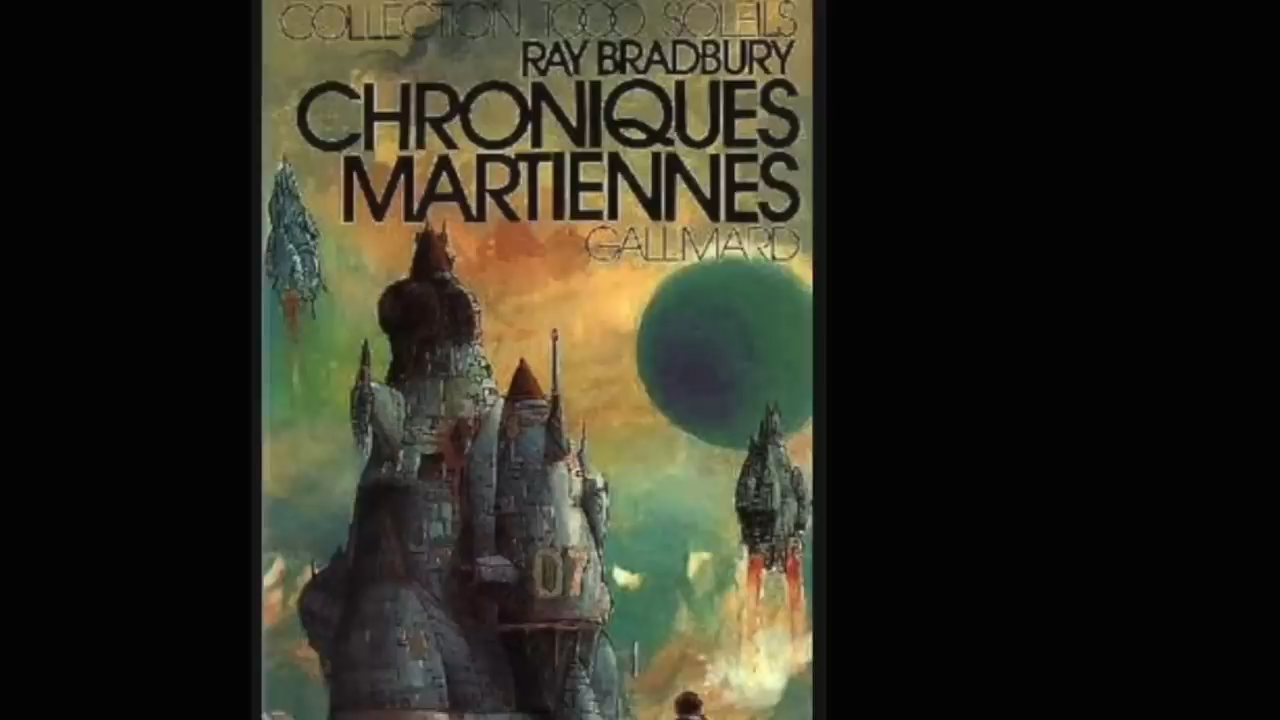 COLLECTION 1000 SOLEILS
RAY BRADBURY
CHRONIQUES
MARTIENNES
GALLIMARD
07